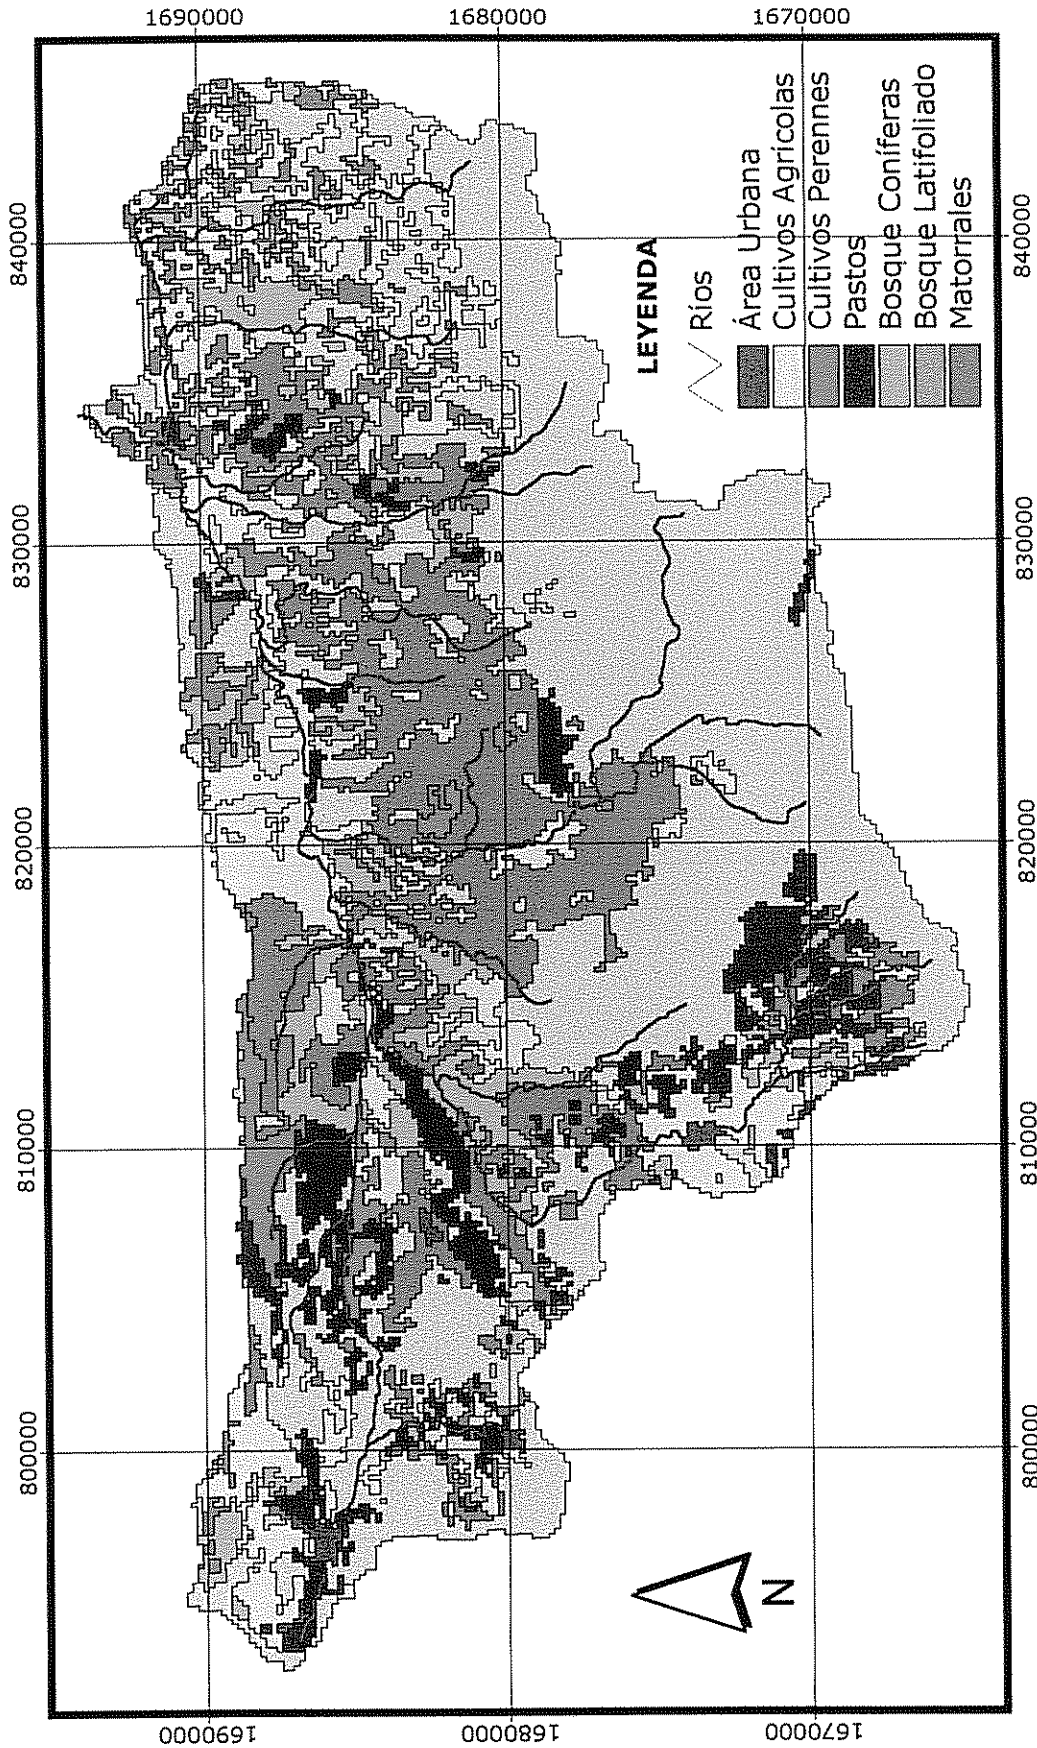 1690000
1680000
1670000
840000
830000
820000
810000
800000
LEYENDA
Ríos
Área Urbana
Cultivos Agrícolas
Cultivos Perennes
Pastos
Bosque Coníferas
Bosque Latifoliado
Matorrales
840000
830000
820000
810000
800000
N
1690000
1680000
1670000